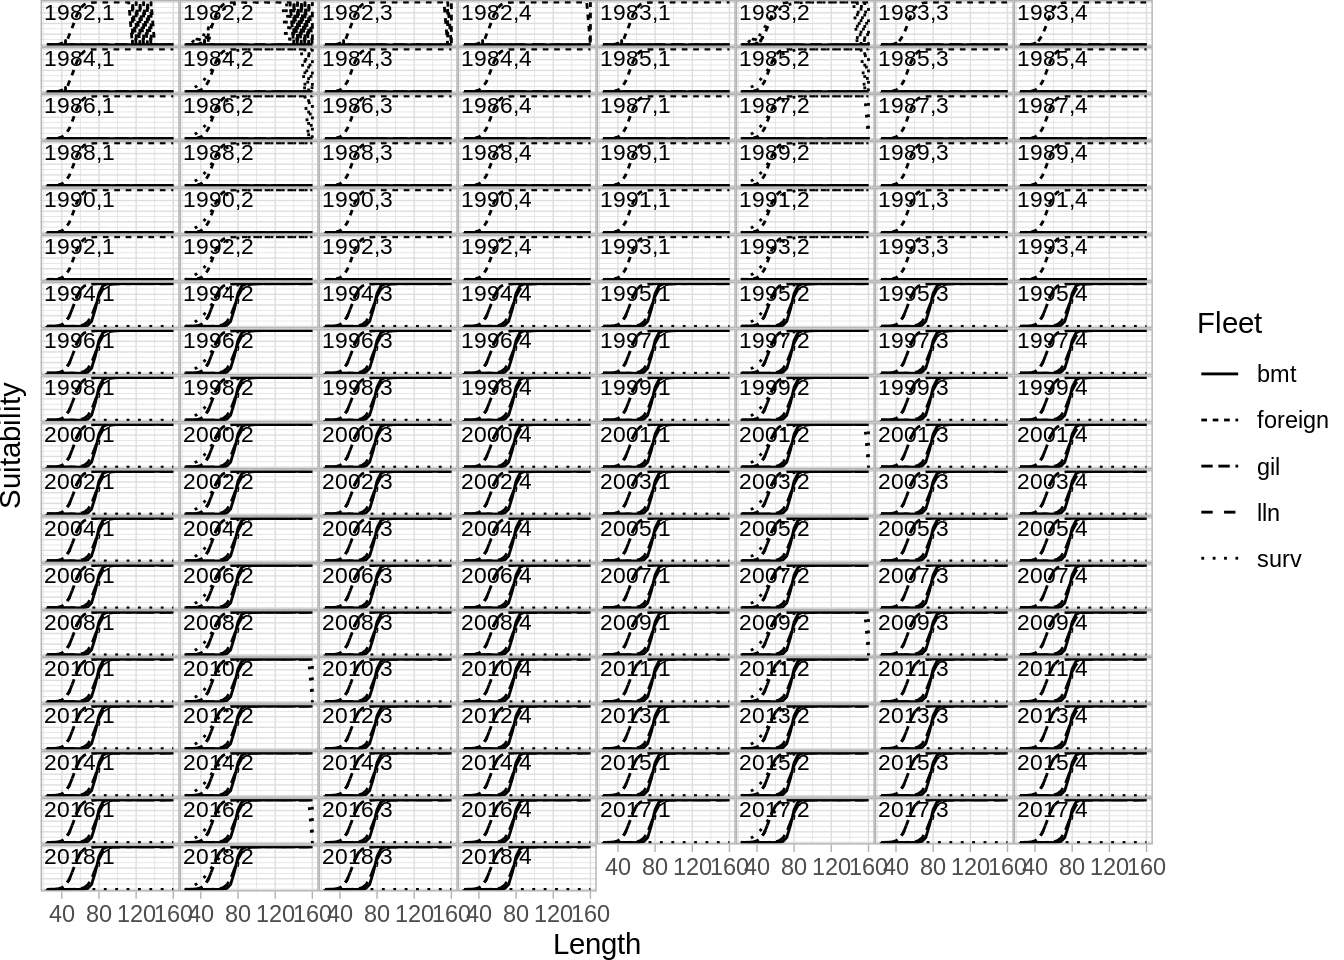 1982,1 1982,2 1982,3 1982,4 1983,1 1983,2 1983,3 1983,4
1984,1 1984,2 1984,3 1984,4 1985,1 1985,2 1985,3 1985,4
1986,1 1986,2 1986,3 1986,4 1987,1 1987,2 1987,3 1987,4
1988,1 1988,2 1988,3 1988,4 1989,1 1989,2 1989,3 1989,4
1990,1 1990,2 1990,3 1990,4 1991,1 1991,2 1991,3 1991,4
1992,1 1992,2 1992,3 1992,4 1993,1 1993,2 1993,3 1993,4
1994,1 1994,2 1994,3 1994,4 1995,1 1995,2 1995,3 1995,4
1996,1 1996,2 1996,3 1996,4 1997,1 1997,2 1997,3 1997,4
1998,1 1998,2 1998,3 1998,4 1999,1 1999,2 1999,3 1999,4
2000,1 2000,2 2000,3 2000,4 2001,1 2001,2 2001,3 2001,4
2002,1 2002,2 2002,3 2002,4 2003,1 2003,2 2003,3 2003,4
2004,1 2004,2 2004,3 2004,4 2005,1 2005,2 2005,3 2005,4
2006,1 2006,2 2006,3 2006,4 2007,1 2007,2 2007,3 2007,4
2008,1 2008,2 2008,3 2008,4 2009,1 2009,2 2009,3 2009,4
2010,1 2010,2 2010,3 2010,4 2011,1 2011,2 2011,3 2011,4
2012,1 2012,2 2012,3 2012,4 2013,1 2013,2 2013,3 2013,4
2014,1 2014,2 2014,3 2014,4 2015,1 2015,2 2015,3 2015,4
2016,1 2016,2 2016,3 2016,4 2017,1 2017,2 2017,3 2017,4
2018,1 2018,2 2018,3 2018,4
40 80 120 160 40 80 120 160 40 80 120 160 40 80 120 160
40 80 120 160 40 80 120 160 40 80 120 160 40 80 120 160
Length
Suitability
Fleet
bmt
foreign
gil
lln
surv